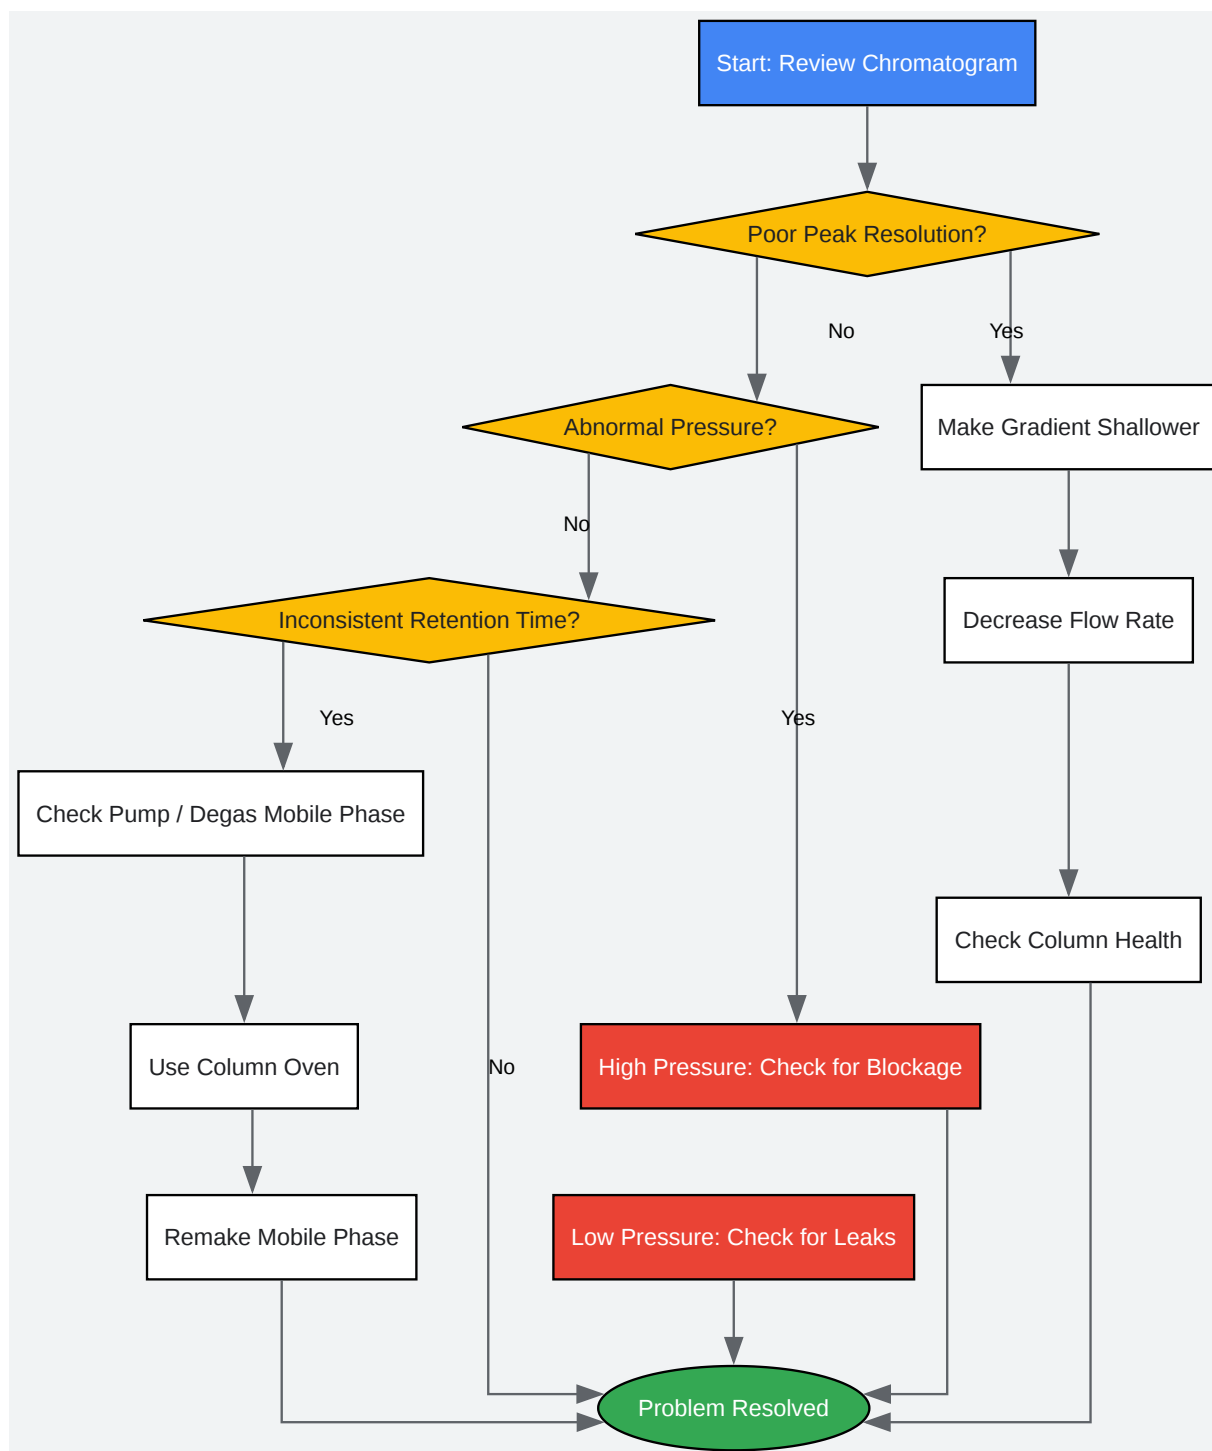 Start: Review Chromatogram
Poor Peak Resolution?
No
Yes
Abnormal Pressure?
Make Gradient Shallower
No
Inconsistent Retention Time?
Decrease Flow Rate
Yes
Yes
Check Pump / Degas Mobile Phase
Check Column Health
Use Column Oven
No
High Pressure: Check for Blockage
Remake Mobile Phase
Low Pressure: Check for Leaks
Problem Resolved